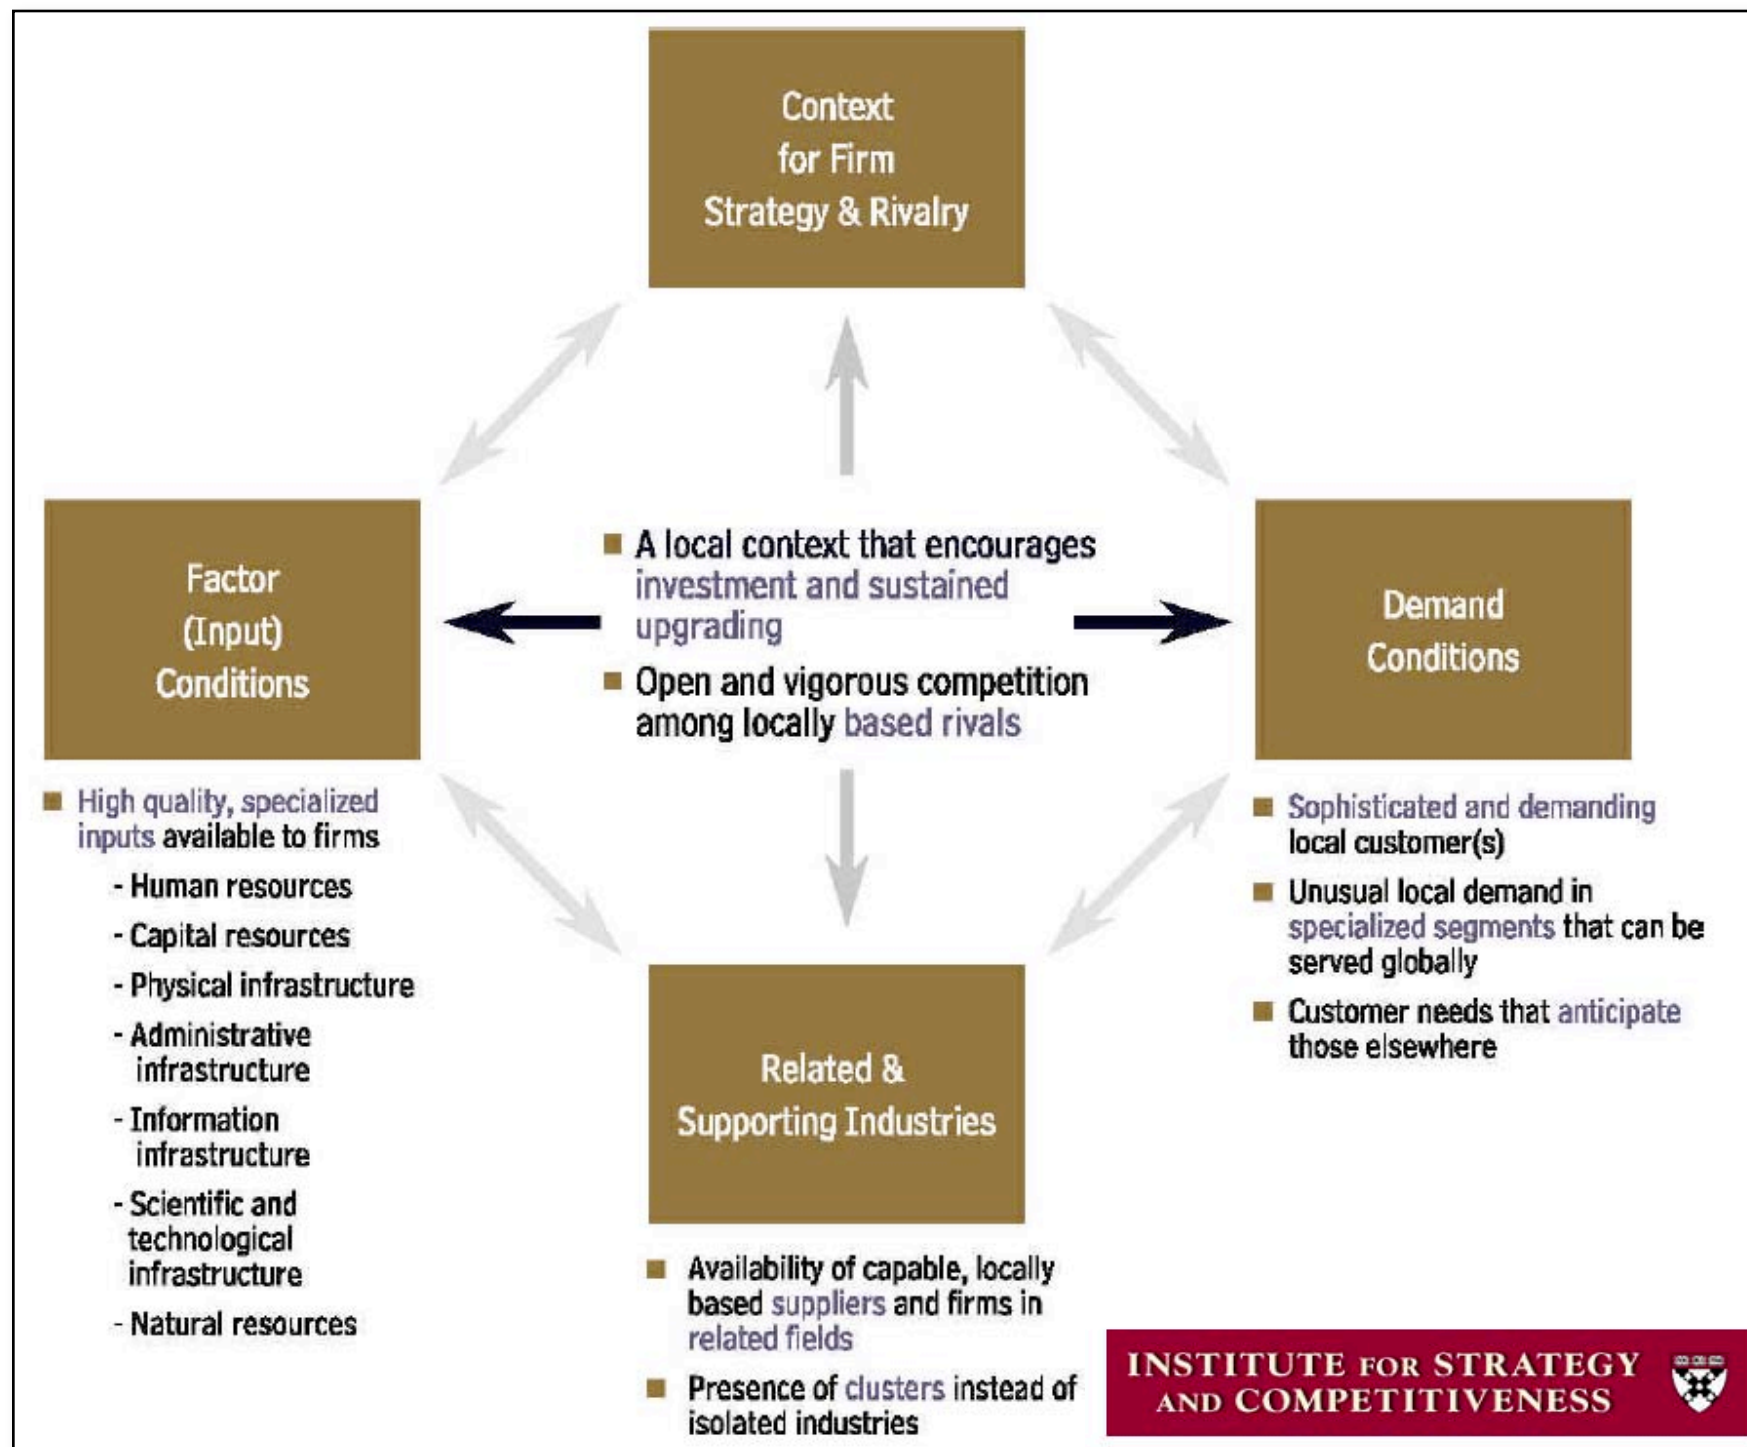 Context
for Firm
Strategy & Rivalry
Factor
(Input)
Conditions
A local context that encourages
investment and sustained
upgrading
Open and vigorous competition
among locally based rivals
Demand
Conditions
High quality, specialized
inputs available to firms
- Human resources
- Capital resources
- Physical infrastructure
- Administrative
infrastructure
- Information
infrastructure
- Scientific and
technological
infrastructure
- Natural resources
Sophisticated and demanding
local customer(s)
Unusual local demand in
specialized segments that can be
served globally
Customer needs that anticipate
those elsewhere
Related &
Supporting Industries
Availability of capable, locally
based suppliers and firms in
related fields
Presence of clusters instead of
isolated industries
INSTITUTE FOR STRATEGY
AND COMPETITIVENESS